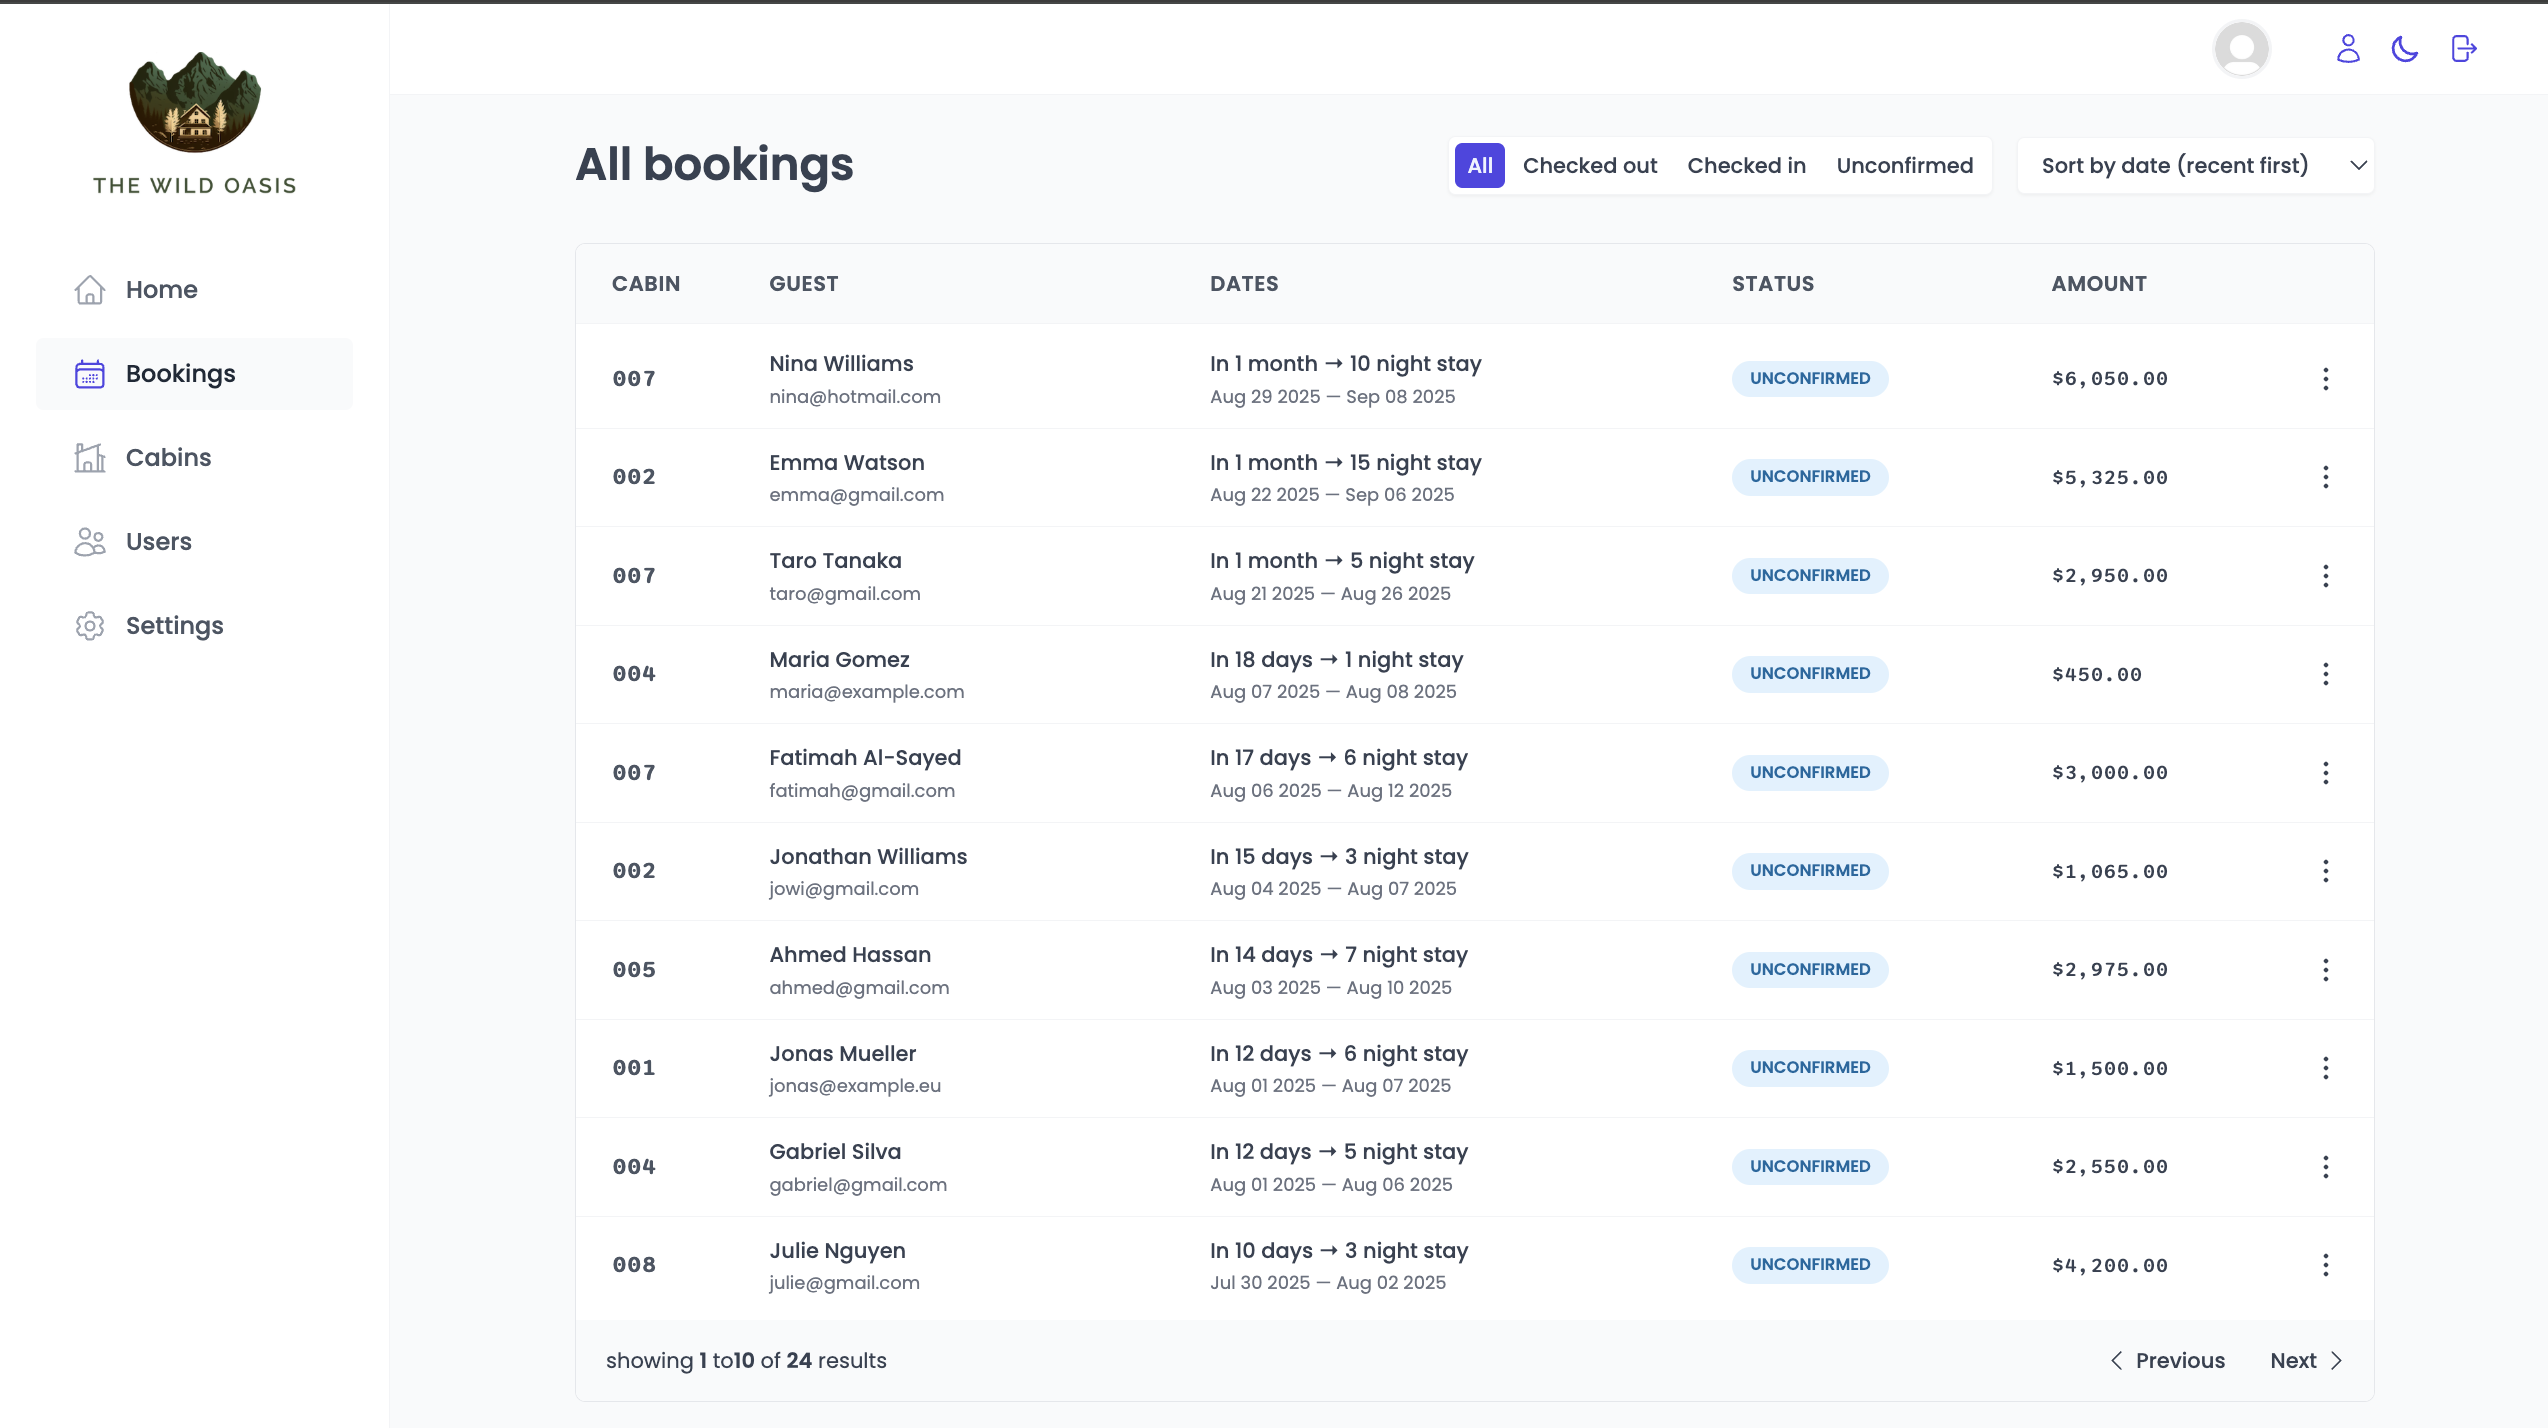 THE WILD OASIS
Home
Bookings
Cabins
Users
Settings
All bookings
All Checked out Checked in Unconfirmed
Sort by date (recent first)
CABIN GUEST DATES STATUS AMOUNT
007 Nina Williams In 1 month → 10 night stay UNCONFIRMED $6,050.00
nina@hotmail.com Aug 29 2025 — Sep 08 2025
002 Emma Watson In 1 month → 15 night stay UNCONFIRMED $5,325.00
emma@gmail.com Aug 22 2025 — Sep 06 2025
007 Taro Tanaka In 1 month → 5 night stay UNCONFIRMED $2,950.00
taro@gmail.com Aug 21 2025 — Aug 26 2025
004 Maria Gomez In 18 days → 1 night stay UNCONFIRMED $450.00
maria@example.com Aug 07 2025 — Aug 08 2025
007 Fatimah Al-Sayed In 17 days → 6 night stay UNCONFIRMED $3,000.00
fatimah@gmail.com Aug 06 2025 — Aug 12 2025
002 Jonathan Williams In 15 days → 3 night stay UNCONFIRMED $1,065.00
jowi@gmail.com Aug 04 2025 — Aug 07 2025
005 Ahmed Hassan In 14 days → 7 night stay UNCONFIRMED $2,975.00
ahmed@gmail.com Aug 03 2025 — Aug 10 2025
001 Jonas Mueller In 12 days → 6 night stay UNCONFIRMED $1,500.00
jonas@example.eu Aug 01 2025 — Aug 07 2025
004 Gabriel Silva In 12 days → 5 night stay UNCONFIRMED $2,550.00
gabriel@gmail.com Aug 01 2025 — Aug 06 2025
008 Julie Nguyen In 10 days → 3 night stay UNCONFIRMED $4,200.00
julie@gmail.com Jul 30 2025 — Aug 02 2025
showing 1 to10 of 24 results
Previous Next